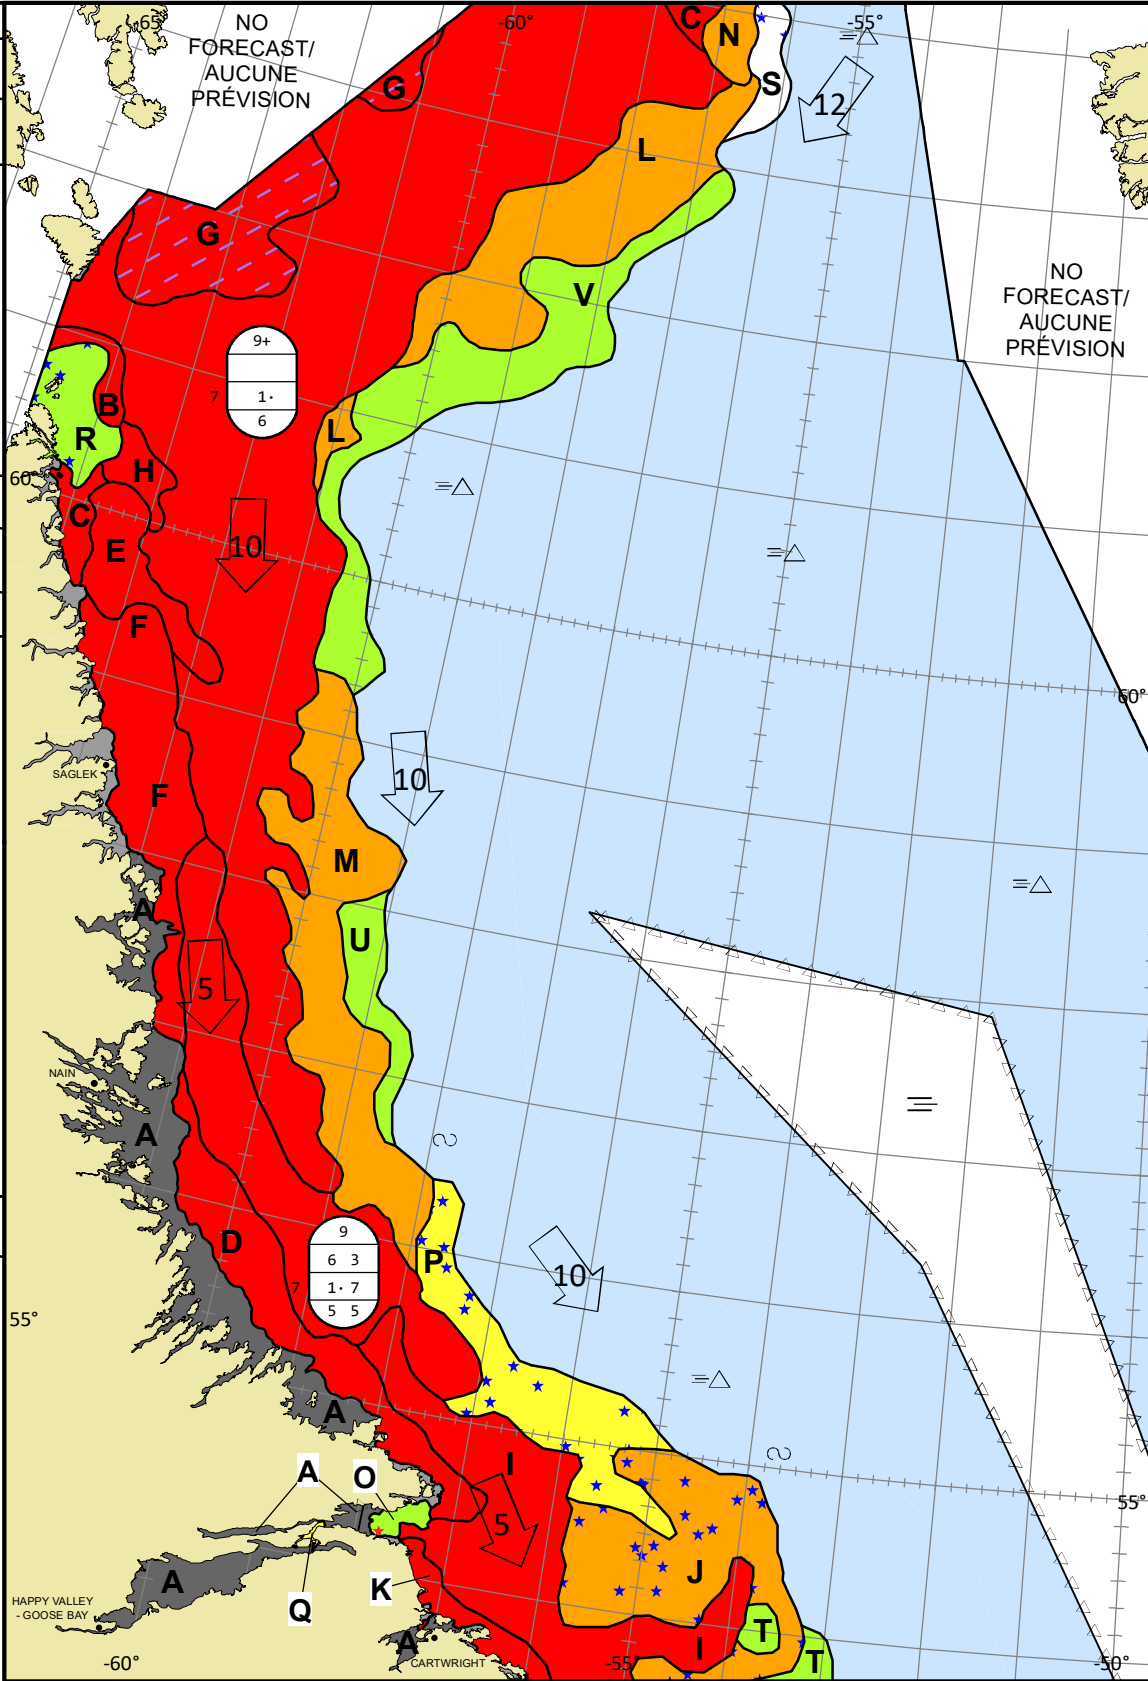 -65°
-60°
-55°
NO
FORECAST/
AUCUNE
PRÉVISION
C
N
S
12
G
L
G
NO
FORECAST/
AUCUNE
PRÉVISION
V
9+
7
1·
6
B
L
R
H
60°
C
10
E
F
60°
SAGLEK
10
F
M
A
U
5
NAIN
A
D
9
6 3
7
1· 7
5 5
P
10
55°
A
I
A
O
55°
5
J
A
K
HAPPY VALLEY
- GOOSE BAY
Q
T
A
I
CARTWRIGHT
T
-60°
-55°
-50°